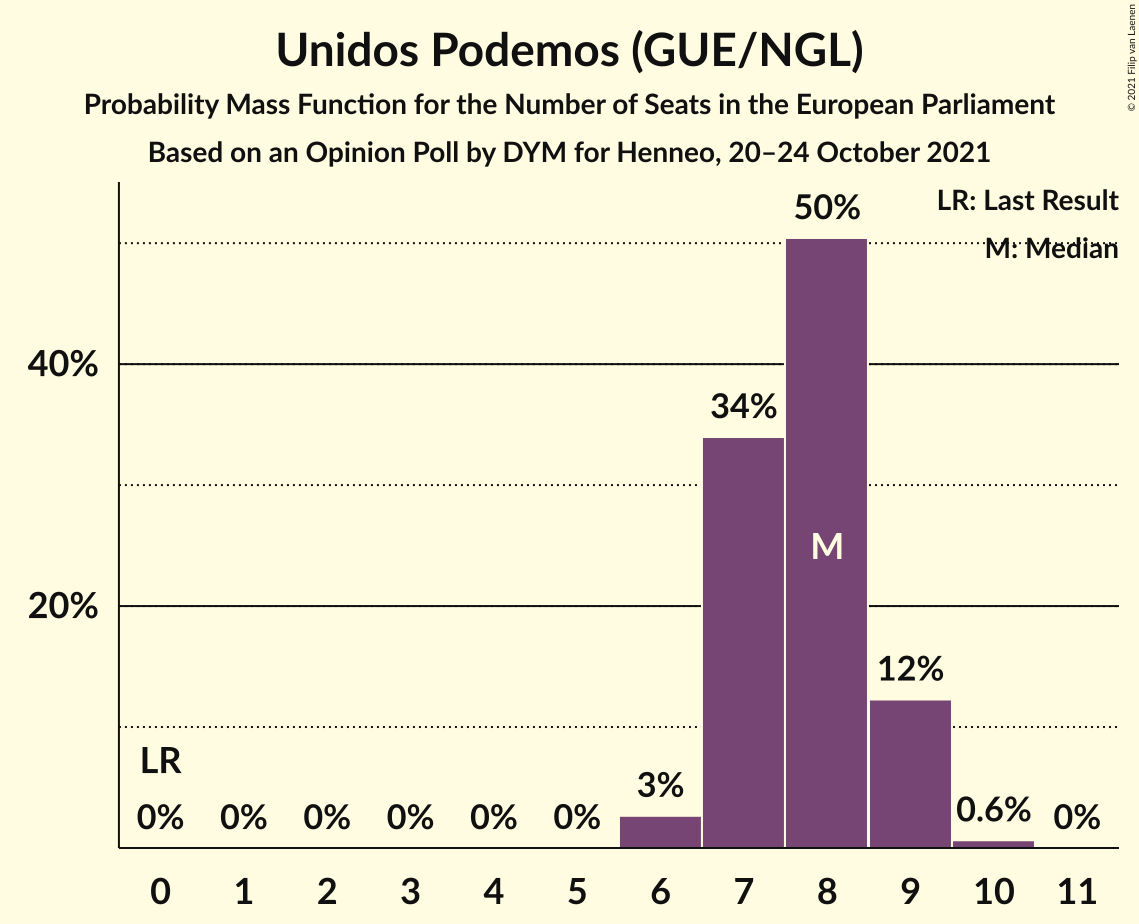 Unidos Podemos (GUE/NGL)
Probability Mass Function for the Number of Seats in the European Parliament
Based on an Opinion Poll by DYM for Henneo, 20–24 October 2021
© 2021 Filip van Laenen
LR: Last Result
M: Median
50%
40%
34%
M
20%
12%
LR
0% 0% 0% 0% 0% 0% 3% 0.6% 0%
0 1 2 3 4 5 6 7 8 9 10 11